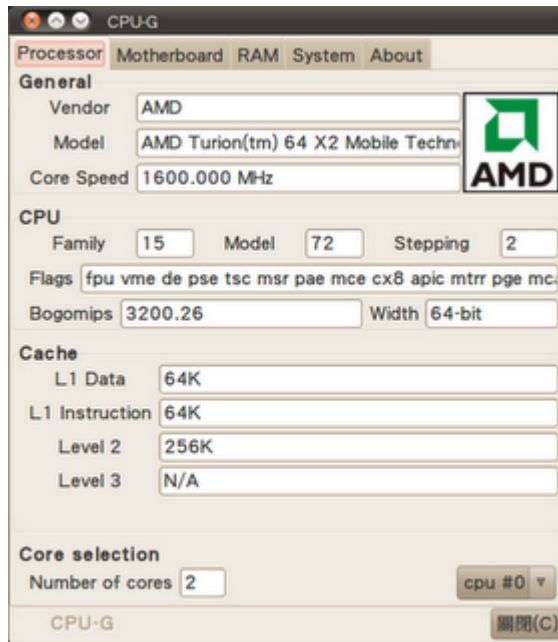 CPU-G
Processor Motherboard RAM System About
General
Vendor AMD
Model AMD Turion(tm) 64 X2 Mobile Techn
Core Speed 1600.000 MHz
AMD
CPU
Family 15 Model 72 Stepping 2
Flags fpu vme de pse tsc msr pae mce cx8 apic mtrr pge mc
Bogomips 3200.26 Width 64-bit
Cache
L1 Data 64K
L1 Instruction 64K
Level 2 256K
Level 3 N/A
Core selection
Number of cores 2 cpu #0
CPU-G 關閉(C)